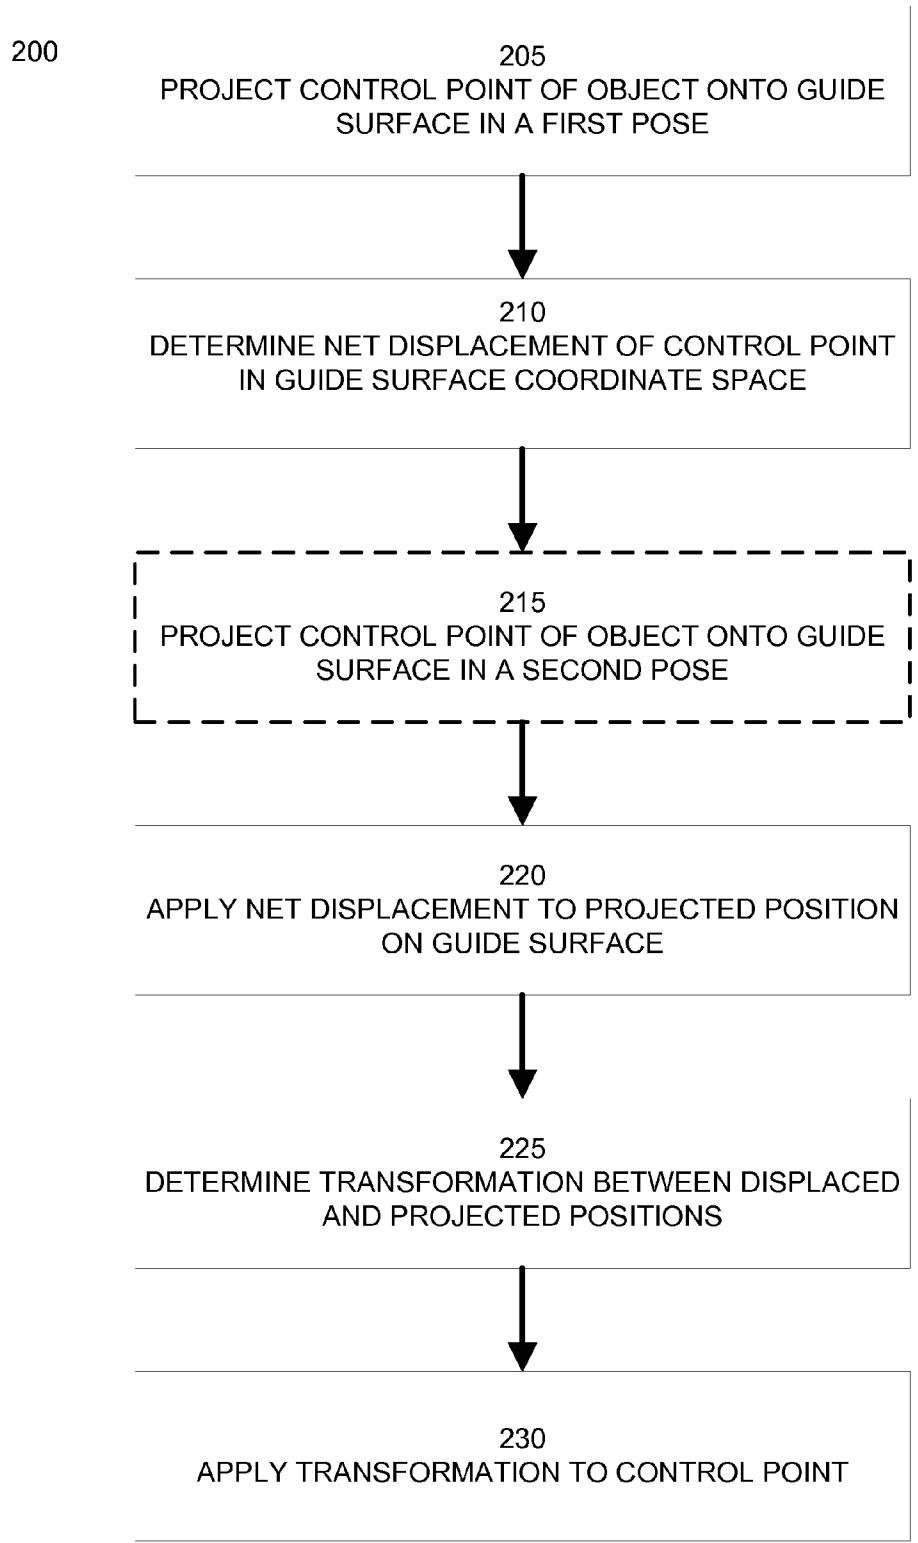 200
205
PROJECT CONTROL POINT OF OBJECT ONTO GUIDE
SURFACE IN A FIRST POSE
210
DETERMINE NET DISPLACEMENT OF CONTROL POINT
IN GUIDE SURFACE COORDINATE SPACE
215
PROJECT CONTROL POINT OF OBJECT ONTO GUIDE
SURFACE IN A SECOND POSE
220
APPLY NET DISPLACEMENT TO PROJECTED POSITION
ON GUIDE SURFACE
225
DETERMINE TRANSFORMATION BETWEEN DISPLACED
AND PROJECTED POSITIONS
230
APPLY TRANSFORMATION TO CONTROL POINT